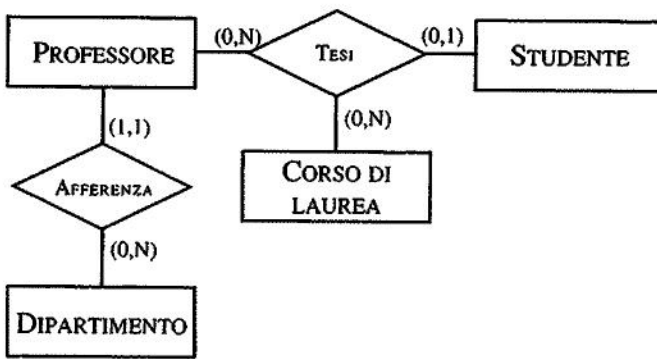 PROFESSORE
(0,N)
TESI
(0,1)
STUDENTE
(1,1)
(0,N)
CORSO DI
LAUREA
AFFERENZA
(0,N)
DIPARTIMENTO